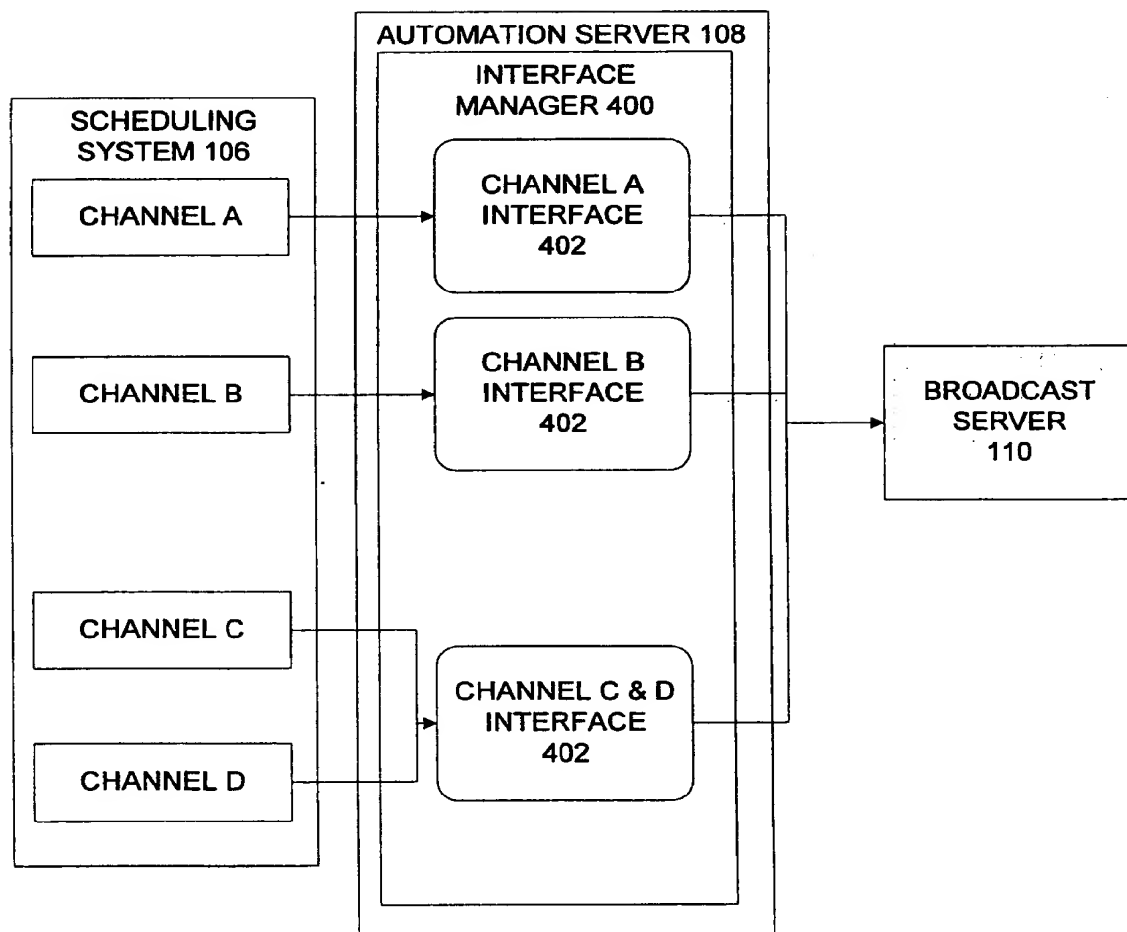 AUTOMATION SERVER 108
INTERFACE
MANAGER 400
SCHEDULING
SYSTEM 106
CHANNEL A
CHANNEL A
INTERFACE
402
CHANNEL B
CHANNEL B
INTERFACE
402
BROADCAST
SERVER
110
CHANNEL C
CHANNEL C & D
INTERFACE
402
CHANNEL D